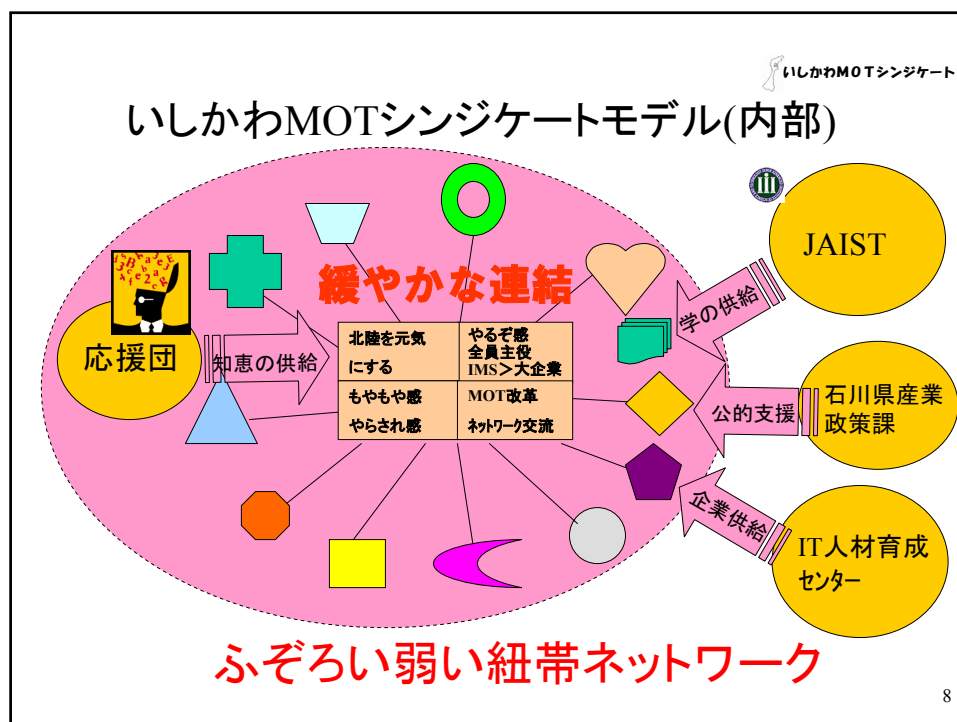 いしかわMOTシンジケート
いしかわMOTシンジケートモデル(内部)
緩やかな連結
JAIST
学の供給
応援団
知恵の供給
北陸を元気
にする
やるぞ感
全員主役
IMS＞大企業
もやもや感
やらされ感
MOT改革
ネットワーク交流
公的支援
石川県産業
政策課
企業供給
IT人材育成
センター
ふぞろい弱い紐帯ネットワーク
8